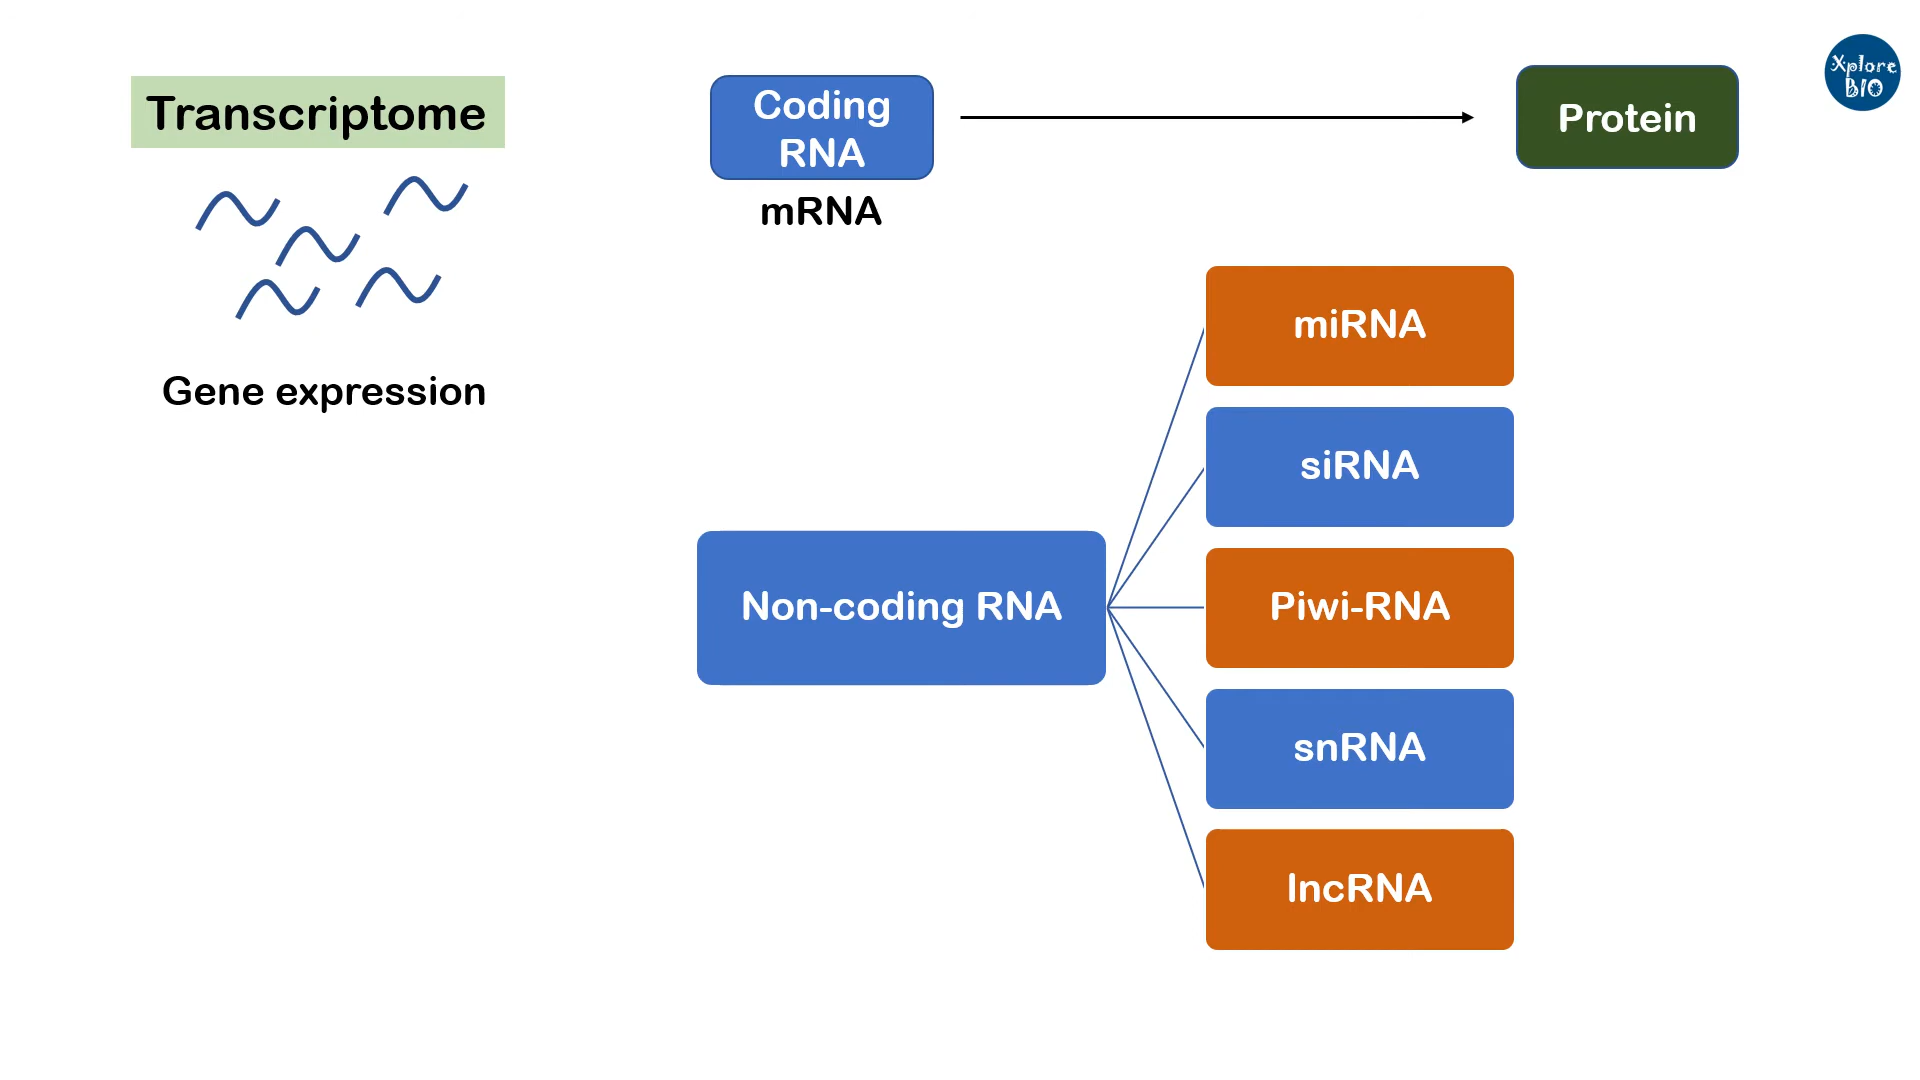 Transcriptome
Gene expression
Coding
RNA
mRNA
Protein
Xplore
BIO
Non-coding RNA
miRNA
siRNA
Piwi-RNA
snRNA
lncRNA